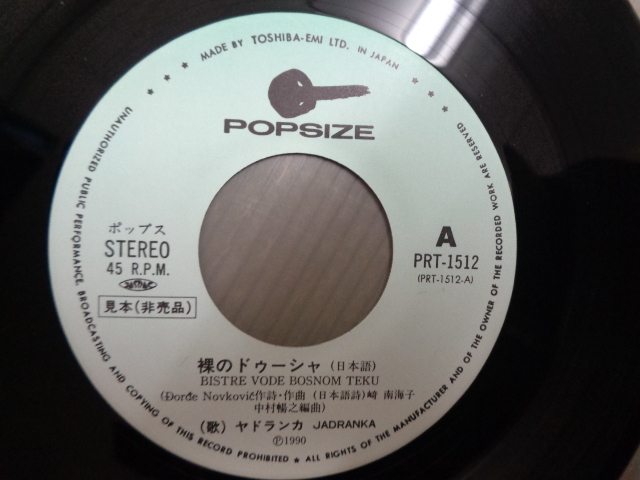 ★ ★ ★ MADE BY TOSHIBA-EMI LTD. IN JAPAN ★ ★ ★
POPSIZE
ポップス
STEREO
45 R.P.M.
見本(非売品)
A
PRT-1512
(PRT-1512-A)
裸のドゥーシャ(日本語)
BISTRE VODE BOSNOM TEKU
(Đorđe Novković作詩・作曲 (日本語詩)崎 南海子
中村暢之編曲)
(歌) ヤドランカ JADRANKA
Ⓟ1990
UNAUTHORIZED PUBLIC PERFORMANCE, BROADCASTING AND COPYING OF THIS RECORD PROHIBITED ★ ALL RIGHTS OF THE MANUFACTURER AND OF THE OWNER OF THE RECORDED WORK ARE RESERVED